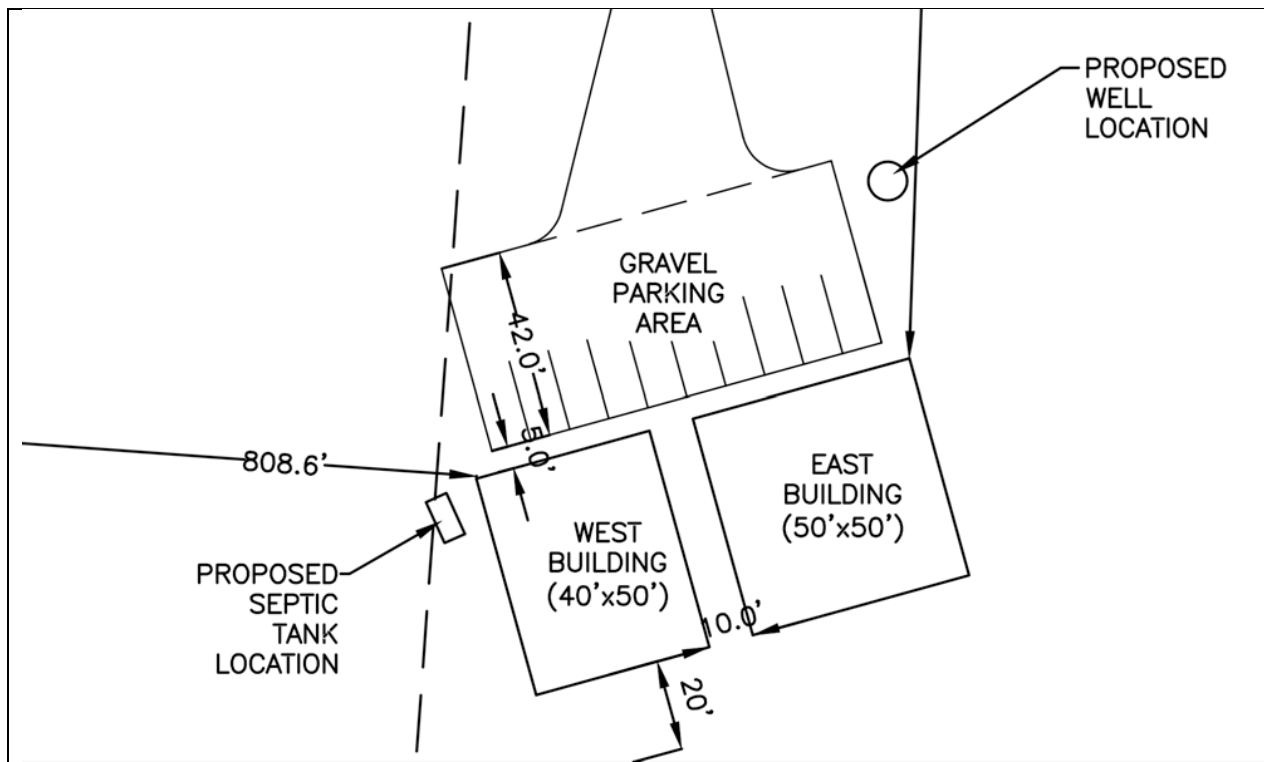 PROPOSED
WELL
LOCATION
GRAVEL
PARKING
AREA
42.0'
5.0'
808.6'
EAST
BUILDING
(50'x50')
WEST
BUILDING
(40'x50')
PROPOSED
SEPTIC
TANK
LOCATION
10.0'
20'